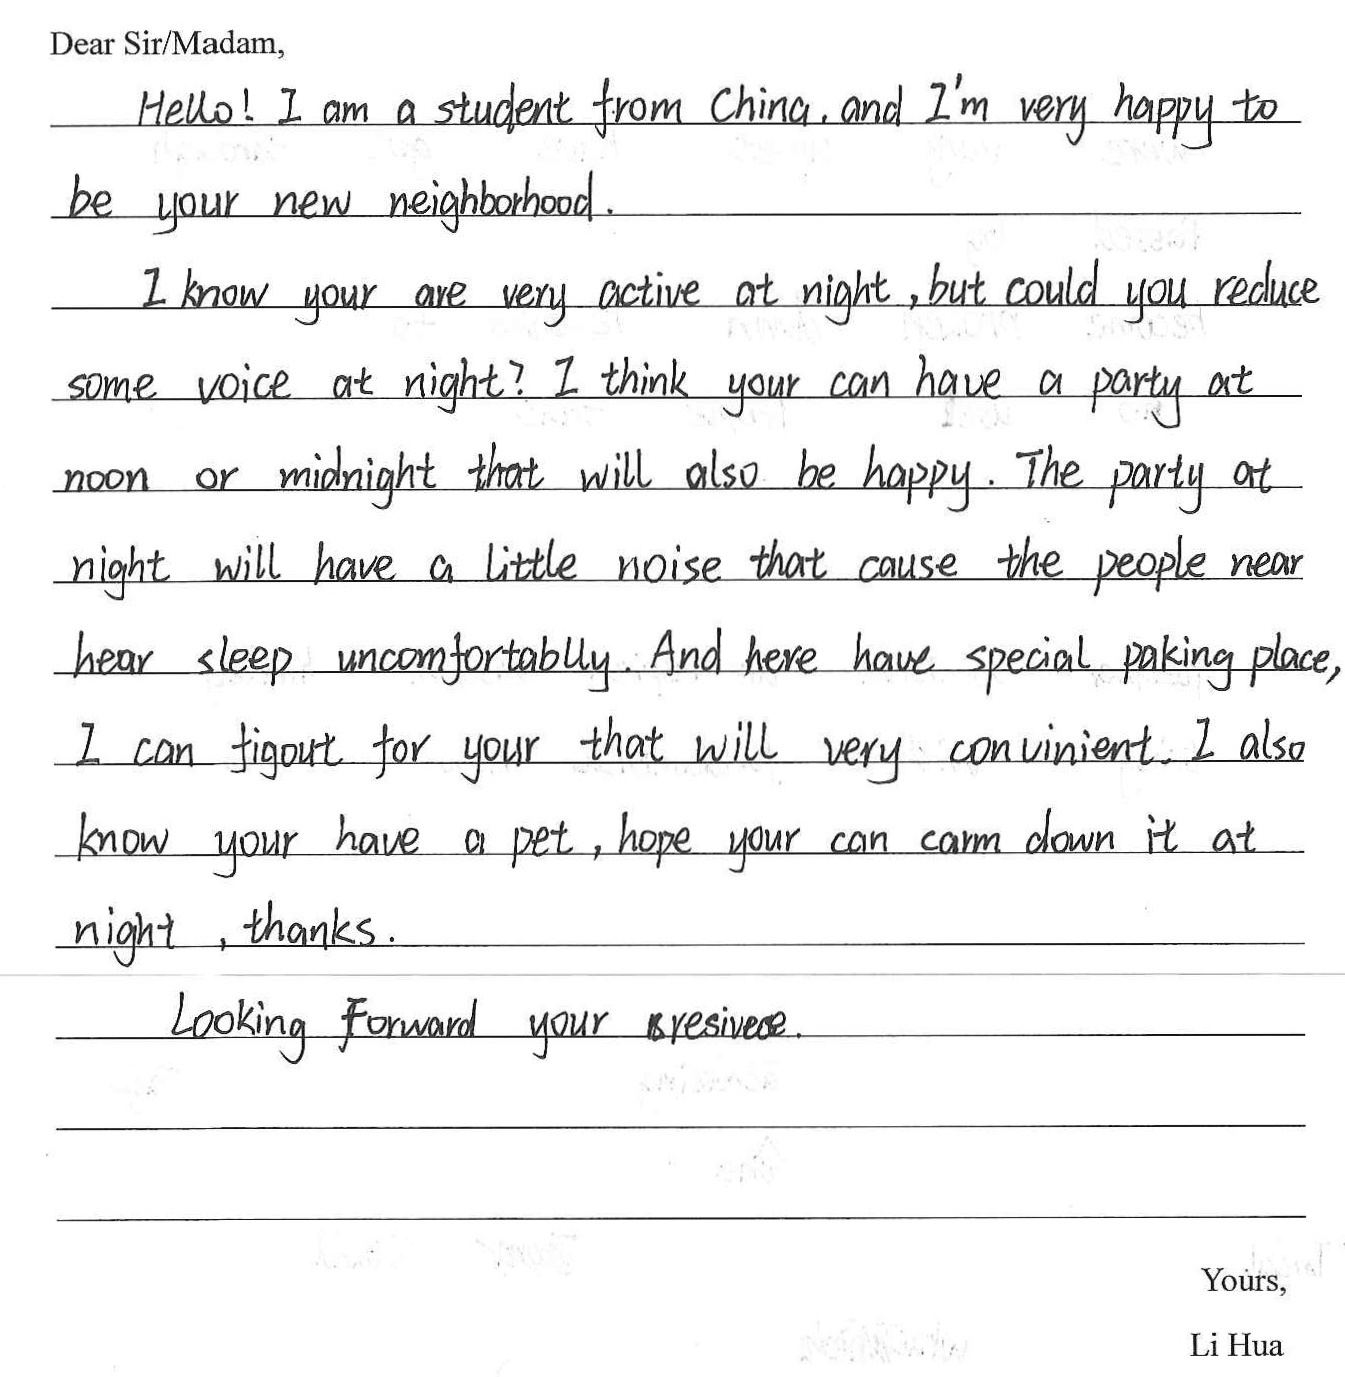 Dear Sir/Madam,
Hello! I am a student from China, and I'm very happy to
be your new neighborhood.
I know your are very active at night, but could you reduce
some voice at night? I think your can have a party at
noon or midnight that will also be happy. The party at
night will have a little noise that cause the people near
hear sleep uncomfortablly. And here have special paking place,
I can figout for your that will very convinient. I also
know your have a pet, hope your can carm down it at
night, thanks.
Looking Forward your
Yours,
Li Hua